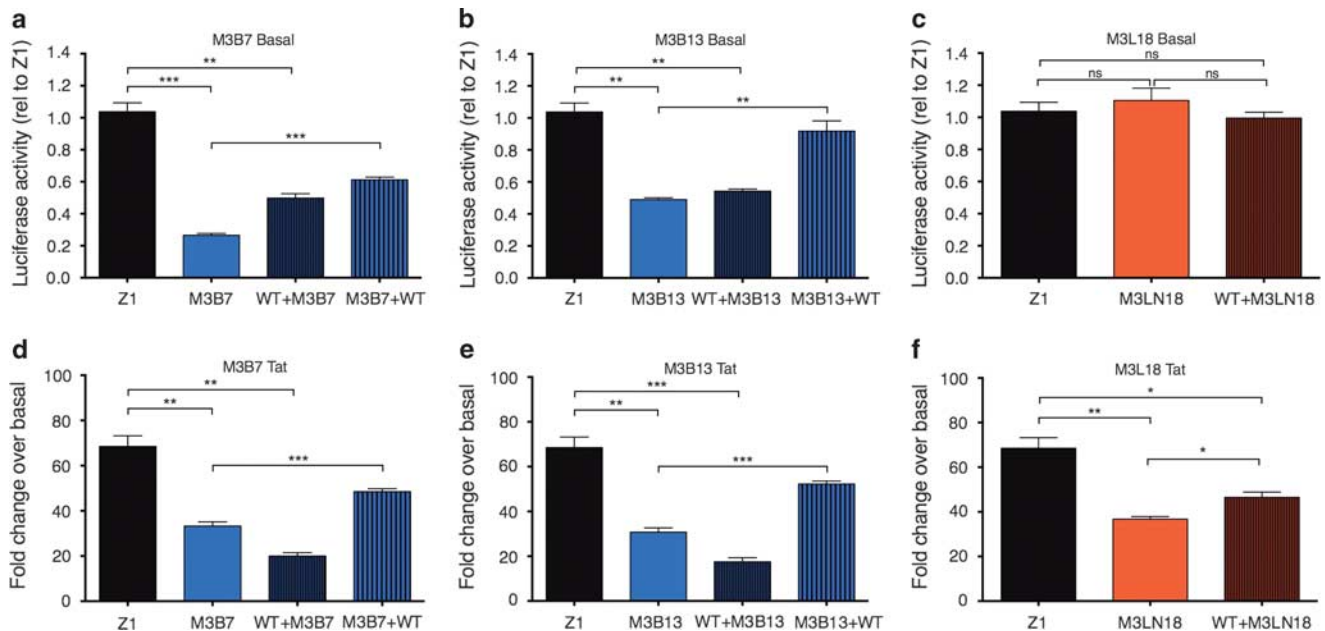 a
M3B7 Basal
Luciferase activity (rel to Z1)
1.4
1.2
1.0
0.8
0.6
0.4
0.2
0.0
**
***
***
Z1 M3B7 WT+M3B7 M3B7+WT
b
M3B13 Basal
Luciferase activity (rel to Z1)
1.4
1.2
1.0
0.8
0.6
0.4
0.2
0.0
**
**
**
Z1 M3B13 WT+M3B13 M3B13+WT
c
M3L18 Basal
Luciferase activity (rel to Z1)
1.4
1.2
1.0
0.8
0.6
0.4
0.2
0.0
ns
ns ns
Z1 M3LN18 WT+M3LN18
d
M3B7 Tat
Fold change over basal
100
80
60
40
20
0
**
**
***
Z1 M3B7 WT+M3B7 M3B7+WT
e
M3B13 Tat
Fold change over basal
100
80
60
40
20
0
***
**
***
Z1 M3B13 WT+M3B13 M3B13+WT
f
M3L18 Tat
Fold change over basal
100
80
60
40
20
0
*
**
*
Z1 M3LN18 WT+M3LN18